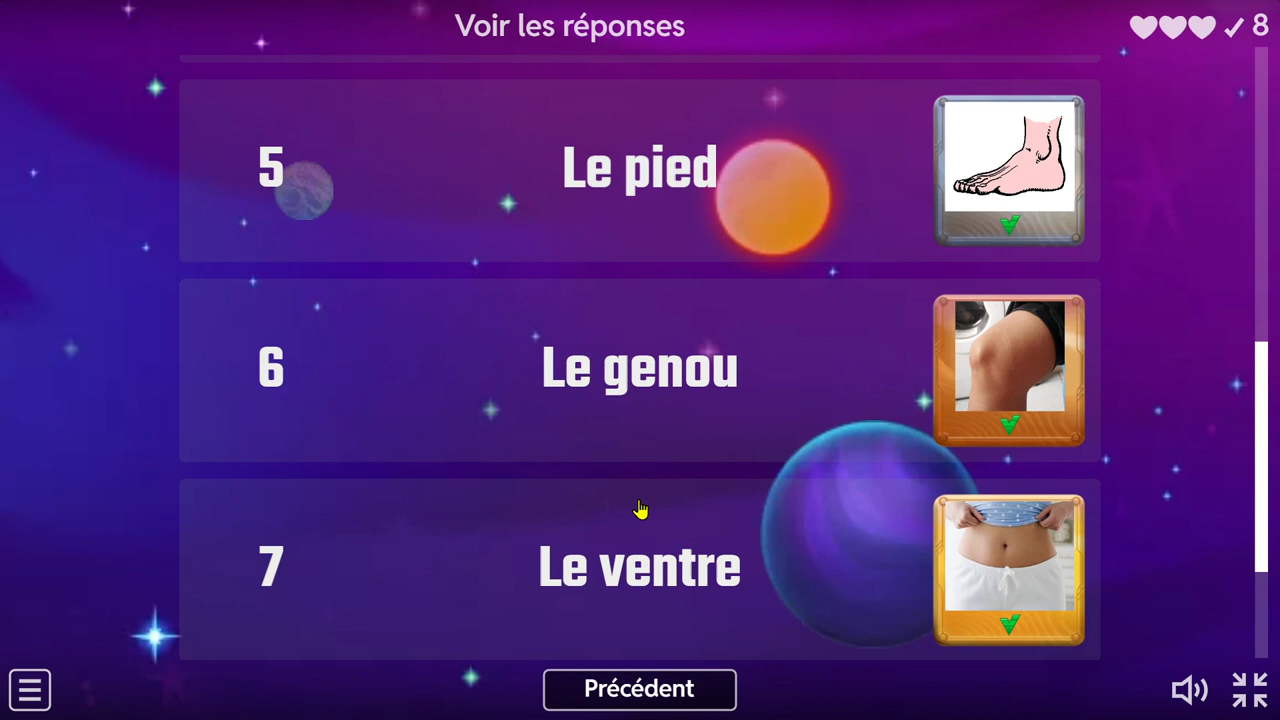 Voir les réponses
8
5
Le pied
6
Le genou
7
Le ventre
Précédent